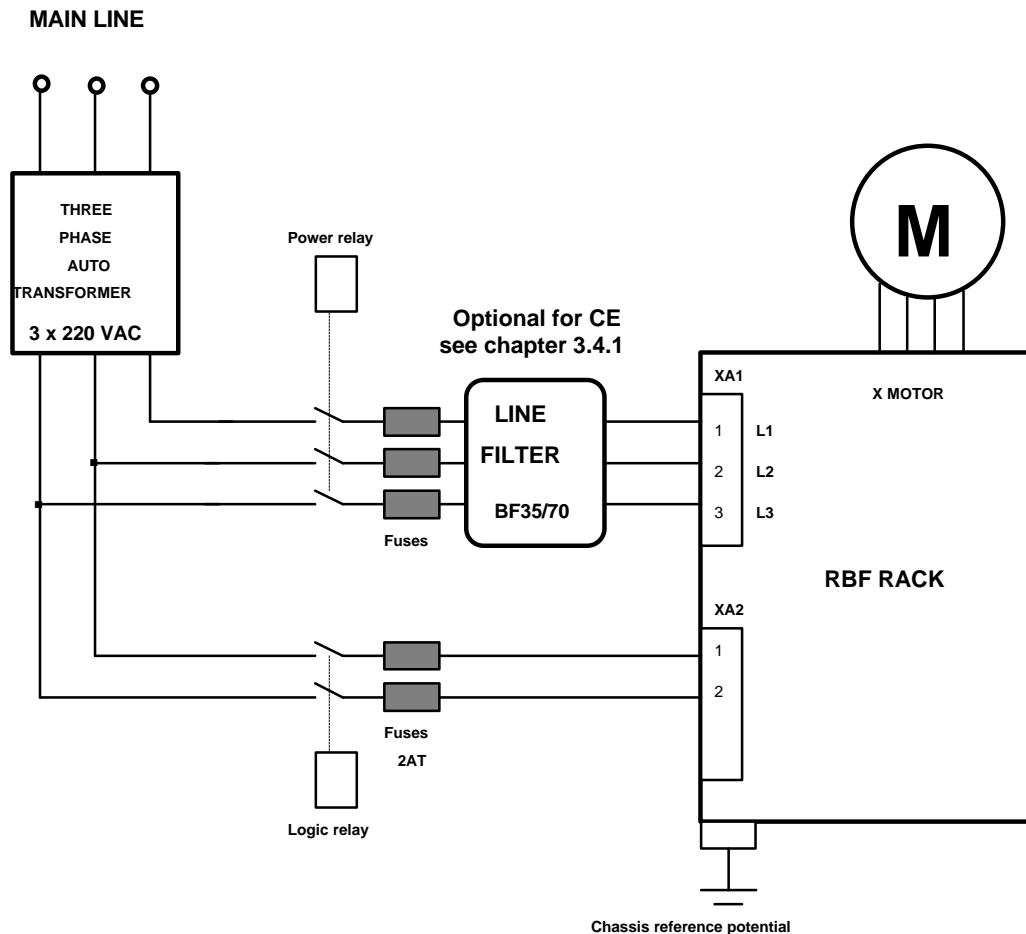 MAIN LINE
THREE
PHASE
AUTO
TRANSFORMER
3 x 220 VAC
Power relay
Optional for CE
see chapter 3.4.1
LINE
FILTER
BF35/70
Fuses
M
X MOTOR
XA1
1 L1
2 L2
3 L3
RBF RACK
XA2
1
2
Fuses
2AT
Logic relay
Chassis reference potential